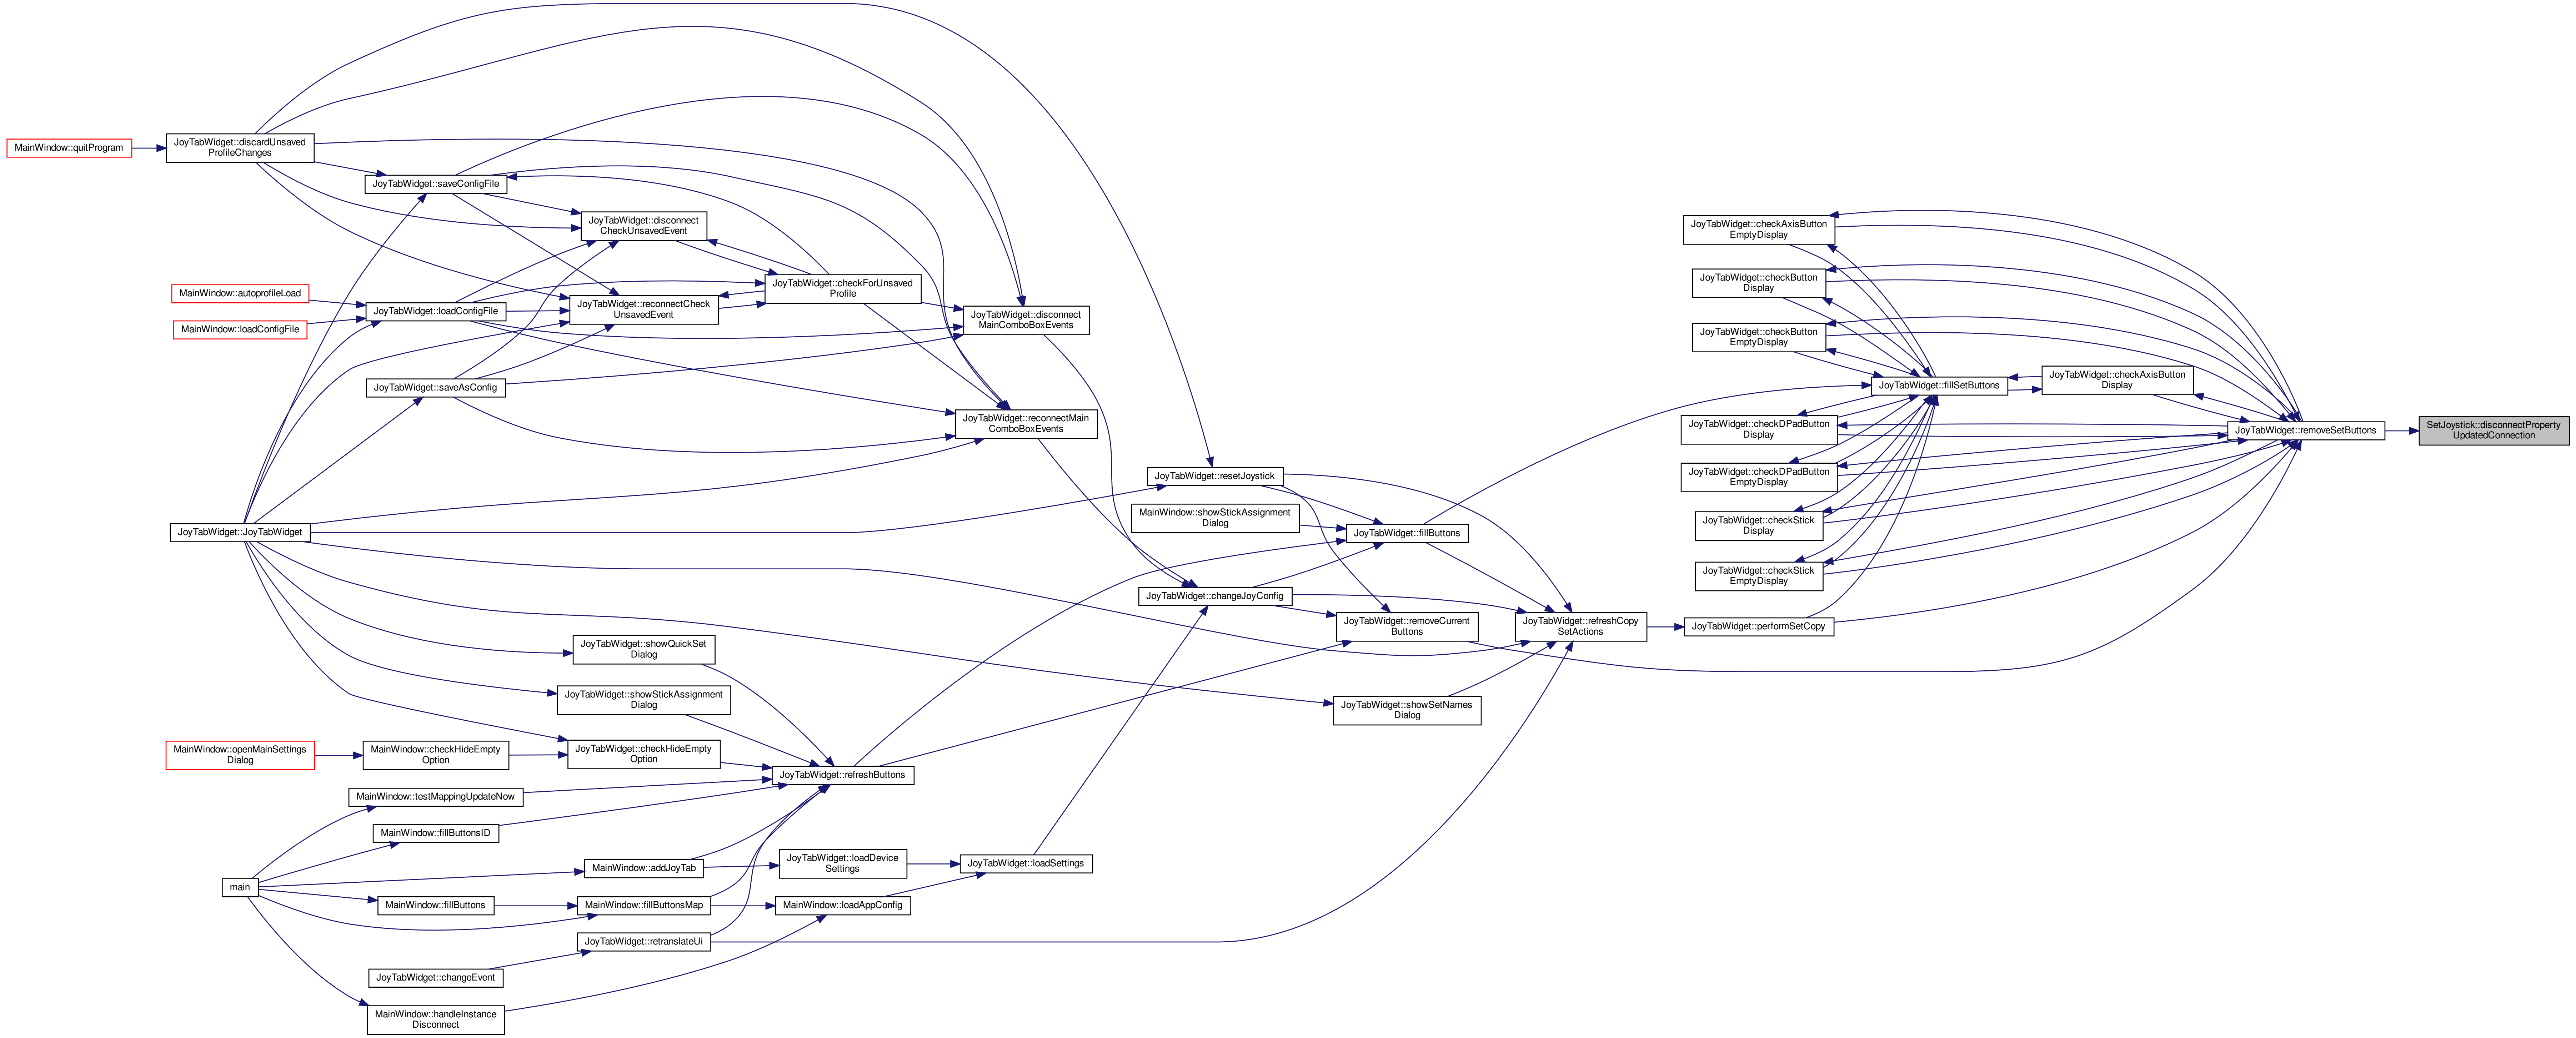 MainWindow::quitProgram
JoyTabWidget::discardUnsaved
ProfileChanges
JoyTabWidget::saveConfigFile
JoyTabWidget::disconnect
CheckUnsavedEvent
MainWindow::autoprofileLoad
MainWindow::loadConfigFile
JoyTabWidget::loadConfigFile
JoyTabWidget::reconnectCheck
UnsavedEvent
JoyTabWidget::checkForUnsaved
Profile
JoyTabWidget::disconnect
MainComboBoxEvents
JoyTabWidget::saveAsConfig
JoyTabWidget::reconnectMain
ComboBoxEvents
JoyTabWidget::JoyTabWidget
JoyTabWidget::resetJoystick
MainWindow::showStickAssignment
Dialog
JoyTabWidget::fillButtons
JoyTabWidget::changeJoyConfig
JoyTabWidget::removeCurrent
Buttons
JoyTabWidget::refreshCopy
SetActions
JoyTabWidget::performSetCopy
JoyTabWidget::showSetNames
Dialog
JoyTabWidget::checkAxisButton
EmptyDisplay
JoyTabWidget::checkButton
Display
JoyTabWidget::checkButton
EmptyDisplay
JoyTabWidget::fillSetButtons
JoyTabWidget::checkAxisButton
Display
JoyTabWidget::checkDPadButton
Display
JoyTabWidget::checkDPadButton
EmptyDisplay
JoyTabWidget::checkStick
Display
JoyTabWidget::checkStick
EmptyDisplay
JoyTabWidget::removeSetButtons
SetJoystick::disconnectProperty
UpdatedConnection
JoyTabWidget::showQuickSet
Dialog
JoyTabWidget::showStickAssignment
Dialog
MainWindow::openMainSettings
Dialog
MainWindow::checkHideEmpty
Option
JoyTabWidget::checkHideEmpty
Option
JoyTabWidget::refreshButtons
MainWindow::testMappingUpdateNow
MainWindow::fillButtonsID
main
MainWindow::addJoyTab
JoyTabWidget::loadDevice
Settings
JoyTabWidget::loadSettings
MainWindow::fillButtons
MainWindow::fillButtonsMap
MainWindow::loadAppConfig
JoyTabWidget::retranslateUi
JoyTabWidget::changeEvent
MainWindow::handleInstance
Disconnect